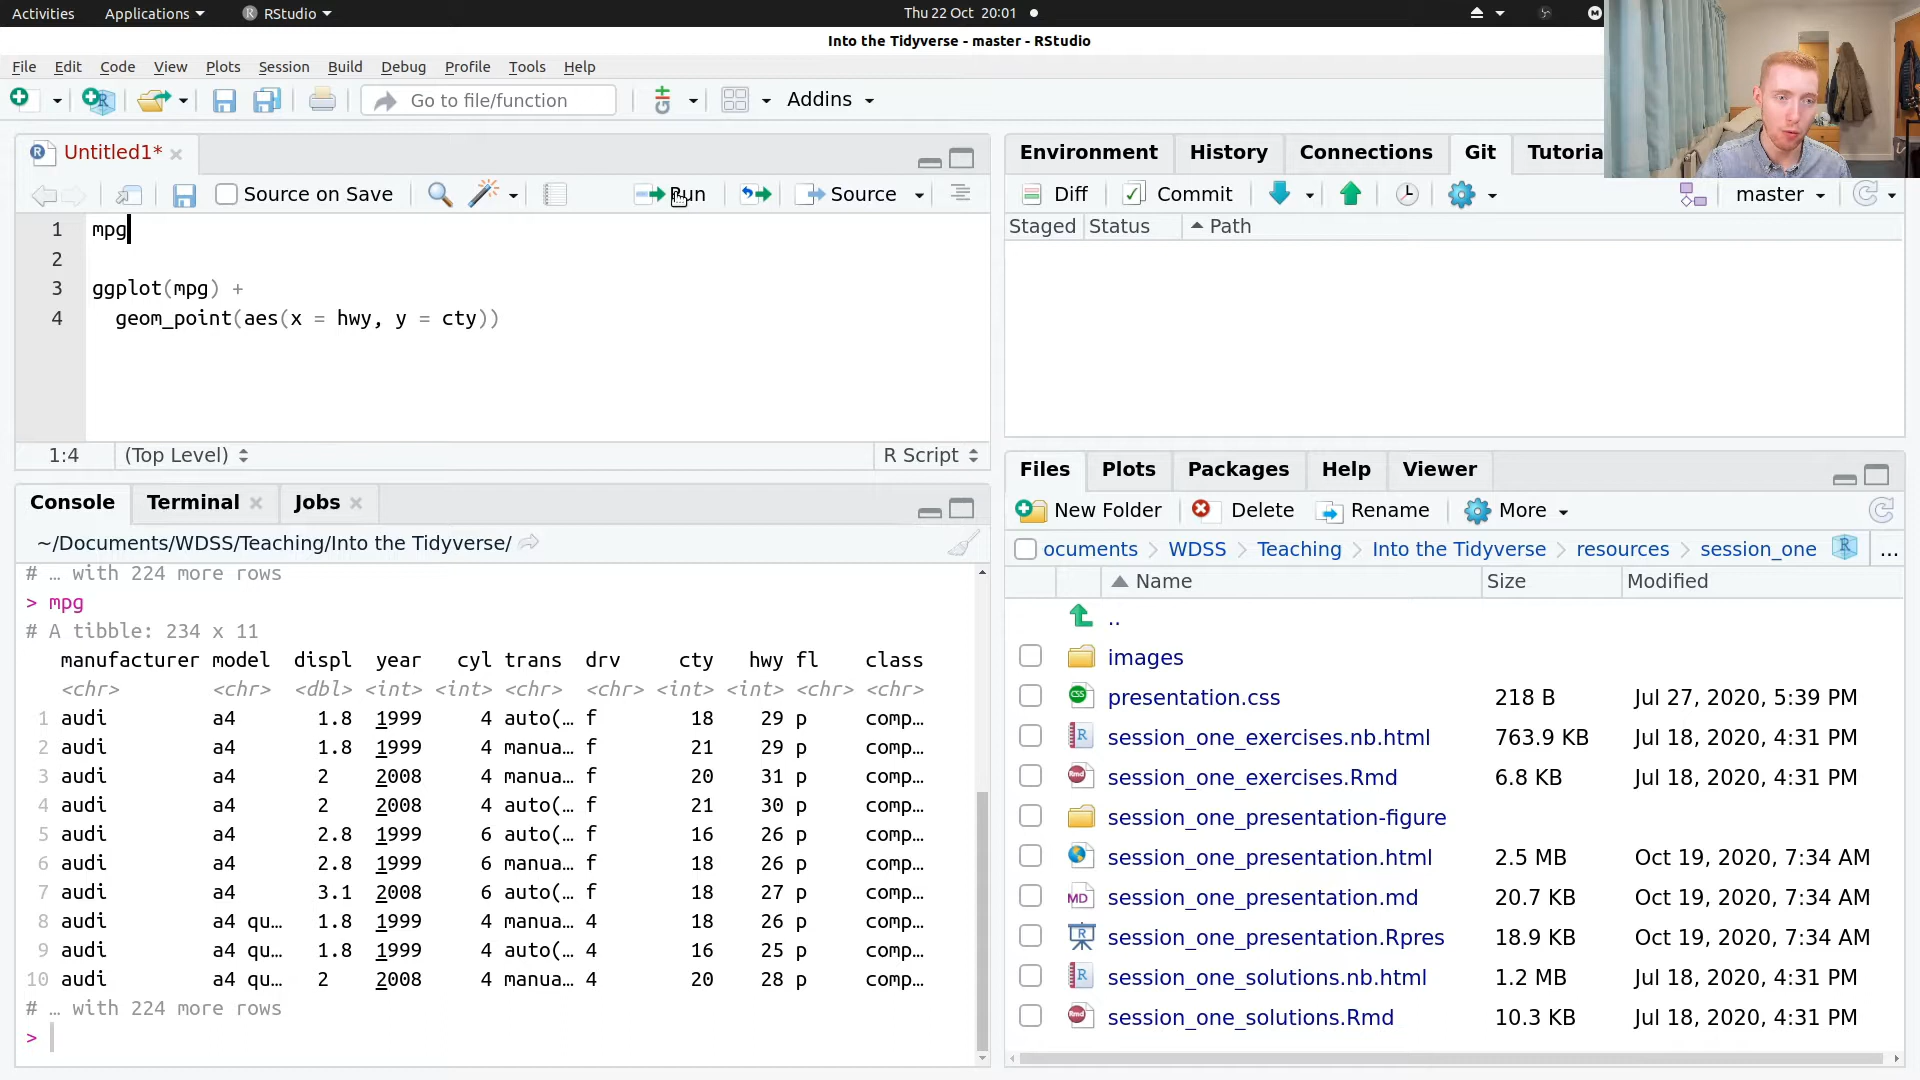 Activities Applications RStudio Thu 22 Oct 20:01
Into the Tidyverse - master - RStudio
File Edit Code View Plots Session Build Debug Profile Tools Help
Go to file/function Addins
Untitled1*
Source on Save Run Source
1 mpg
2
3 ggplot(mpg) +
4 geom_point(aes(x = hwy, y = cty))
1:4 (Top Level) R Script
Console Terminal Jobs
~/Documents/WDSS/Teaching/Into the Tidyverse/
# … with 224 more rows
> mpg
# A tibble: 234 x 11
manufacturer model displ year cyl trans drv cty hwy fl class
<chr> <chr> <dbl> <int> <int> <chr> <chr> <int> <int> <chr> <chr>
1 audi a4 1.8 1999 4 auto(… f 18 29 p comp…
2 audi a4 1.8 1999 4 manua… f 21 29 p comp…
3 audi a4 2 2008 4 manua… f 20 31 p comp…
4 audi a4 2 2008 4 auto(… f 21 30 p comp…
5 audi a4 2.8 1999 6 auto(… f 16 26 p comp…
6 audi a4 2.8 1999 6 manua… f 18 26 p comp…
7 audi a4 3.1 2008 6 auto(… f 18 27 p comp…
8 audi a4 qu… 1.8 1999 4 manua… 4 18 26 p comp…
9 audi a4 qu… 1.8 1999 4 auto(… 4 16 25 p comp…
10 audi a4 qu… 2 2008 4 manua… 4 20 28 p comp…
# … with 224 more rows
>
Environment History Connections Git Tutoria
Diff Commit master
Staged Status Path
Files Plots Packages Help Viewer
New Folder Delete Rename More
ocuments > WDSS > Teaching > Into the Tidyverse > resources > session_one ...
Name Size Modified
..
images
presentation.css 218 B Jul 27, 2020, 5:39 PM
session_one_exercises.nb.html 763.9 KB Jul 18, 2020, 4:31 PM
session_one_exercises.Rmd 6.8 KB Jul 18, 2020, 4:31 PM
session_one_presentation-figure
session_one_presentation.html 2.5 MB Oct 19, 2020, 7:34 AM
session_one_presentation.md 20.7 KB Oct 19, 2020, 7:34 AM
session_one_presentation.Rpres 18.9 KB Oct 19, 2020, 7:34 AM
session_one_solutions.nb.html 1.2 MB Jul 18, 2020, 4:31 PM
session_one_solutions.Rmd 10.3 KB Jul 18, 2020, 4:31 PM